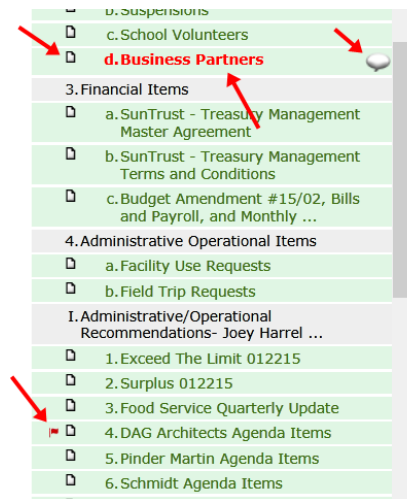 b. Suspensions
c. School Volunteers
d. Business Partners
3. Financial Items
a. SunTrust - Treasury Management
Master Agreement
b. SunTrust - Treasury Management
Terms and Conditions
c. Budget Amendment #15/02, Bills
and Payroll, and Monthly ...
4. Administrative Operational Items
a. Facility Use Requests
b. Field Trip Requests
I. Administrative/Operational
Recommendations- Joey Harrel ...
1. Exceed The Limit 012215
2. Surplus 012215
3. Food Service Quarterly Update
4. DAG Architects Agenda Items
5. Pinder Martin Agenda Items
6. Schmidt Agenda Items